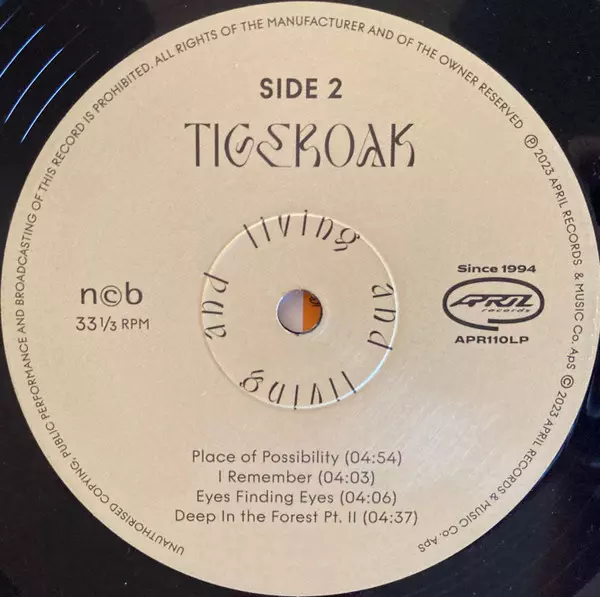 UNAUTHORISED COPYING, PUBLIC PERFORMANCE AND BROADCASTING OF THIS RECORD IS PROHIBITED. ALL RIGHTS OF THE MANUFACTURER AND OF THE OWNER RESERVED ℗ 2023 APRIL RECORDS & MUSIC Co. ApS © 2023 APRIL RECORDS & MUSIC Co. ApS
SIDE 2
TIGEROAK
living and living and
n©b
33 1/3 RPM
Since 1994
APRIL
records
APR110LP
Place of Possibility (04:54)
I Remember (04:03)
Eyes Finding Eyes (04:06)
Deep In the Forest Pt. II (04:37)